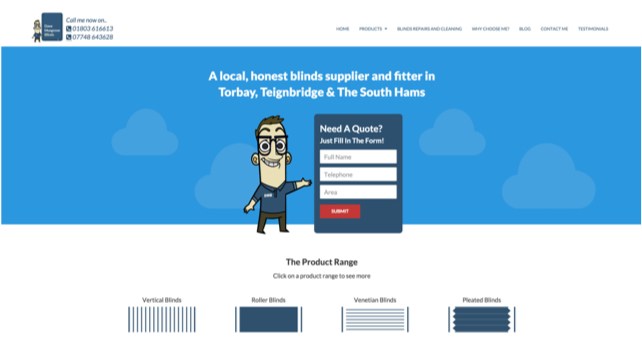 Dave
Musgrove
Blinds
Call me now on..
01803 616613
07748 643628
HOME
PRODUCTS
BLINDS REPAIRS AND CLEANING
WHY CHOOSE ME?
BLOG
CONTACT ME
TESTIMONIALS
A local, honest blinds supplier and fitter in
Torbay, Teignbridge & The South Hams
Need A Quote?
Just Fill In The Form!
Full Name
Telephone
Area
SUBMIT
The Product Range
Click on a product range to see more
Vertical Blinds
Roller Blinds
Venetian Blinds
Pleated Blinds